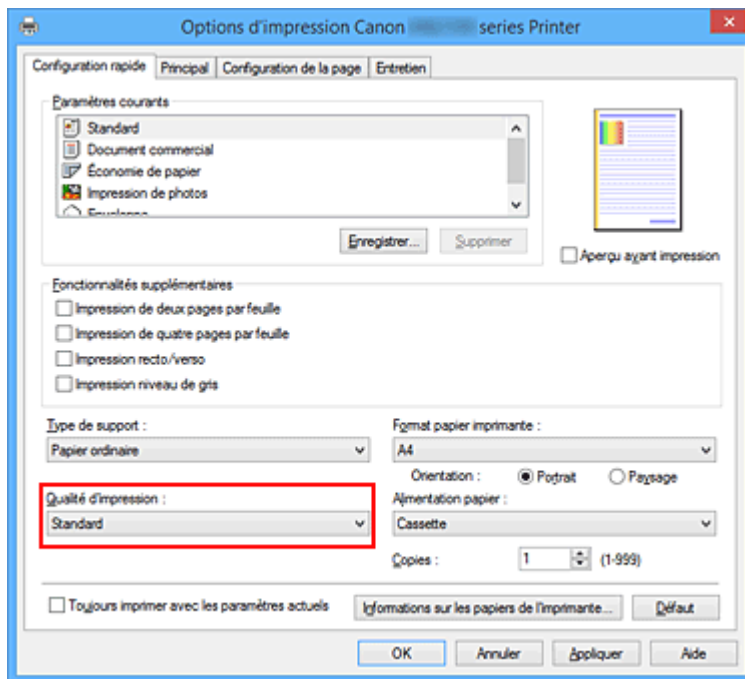 Options d'impression Canon series Printer
Configuration rapide Principal Configuration de la page Entretien
Paramètres courants
Standard
Document commercial
Économie de papier
Impression de photos
Enregistrer... Supprimer
Aperçu avant impression
Fonctionnalités supplémentaires
Impression de deux pages par feuille
Impression de quatre pages par feuille
Impression recto/verso
Impression niveau de gris
Type de support : Format papier imprimante :
Papier ordinaire A4
Orientation : Portrait Paysage
Qualité d'impression : Alimentation papier :
Standard Cassette
Copies : 1 (1-999)
Toujours imprimer avec les paramètres actuels Informations sur les papiers de l'imprimante... Défaut
OK Annuler Appliquer Aide